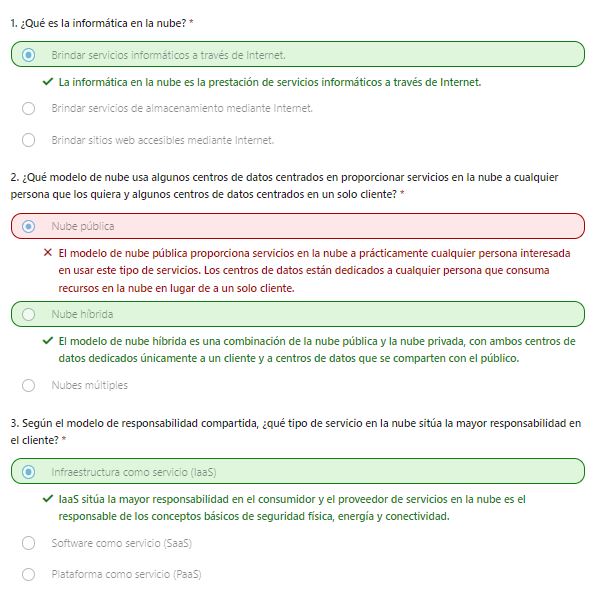 1. ¿Qué es la informática en la nube? *
Brindar servicios informáticos a través de Internet.
La informática en la nube es la prestación de servicios informáticos a través de Internet.
Brindar servicios de almacenamiento mediante Internet.
Brindar sitios web accesibles mediante Internet.
2. ¿Qué modelo de nube usa algunos centros de datos centrados en proporcionar servicios en la nube a cualquier
persona que los quiera y algunos centros de datos centrados en un solo cliente? *
Nube pública
El modelo de nube pública proporciona servicios en la nube a prácticamente cualquier persona interesada
en usar este tipo de servicios. Los centros de datos están dedicados a cualquier persona que consuma
recursos en la nube en lugar de a un solo cliente.
Nube híbrida
El modelo de nube híbrida es una combinación de la nube pública y la nube privada, con ambos centros de
datos dedicados únicamente a un cliente y a centros de datos que se comparten con el público.
Nubes múltiples
3. Según el modelo de responsabilidad compartida, ¿qué tipo de servicio en la nube sitúa la mayor responsabilidad en
el cliente? *
Infraestructura como servicio (IaaS)
IaaS sitúa la mayor responsabilidad en el consumidor y el proveedor de servicios en la nube es el
responsable de los conceptos básicos de seguridad física, energía y conectividad.
Software como servicio (SaaS)
Plataforma como servicio (PaaS)